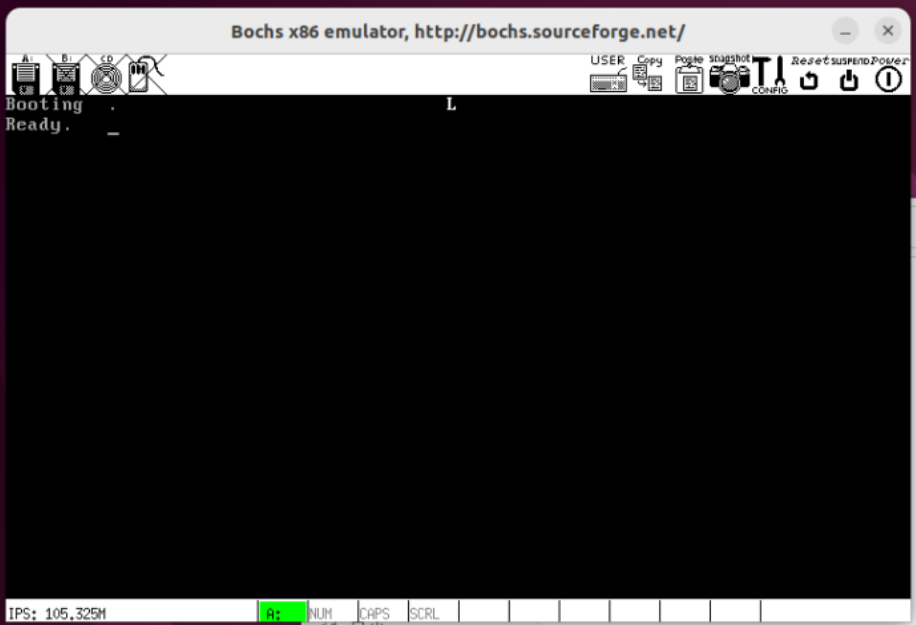 Bochs x86 emulator, http://bochs.sourceforge.net/
A: B: CD USER Copy Paste snapshot CONFIG Reset SUSPEND Power
Booting . L
Ready. _
IPS: 105.325M A: NUM CAPS SCRL